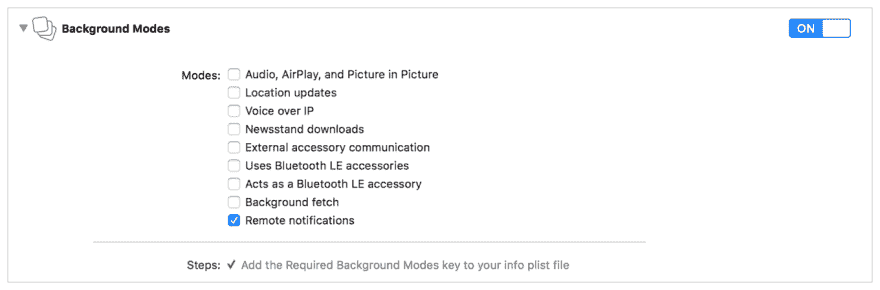 Background Modes
ON
Modes: Audio, AirPlay, and Picture in Picture
Location updates
Voice over IP
Newsstand downloads
External accessory communication
Uses Bluetooth LE accessories
Acts as a Bluetooth LE accessory
Background fetch
Remote notifications
Steps: ✓ Add the Required Background Modes key to your info plist file